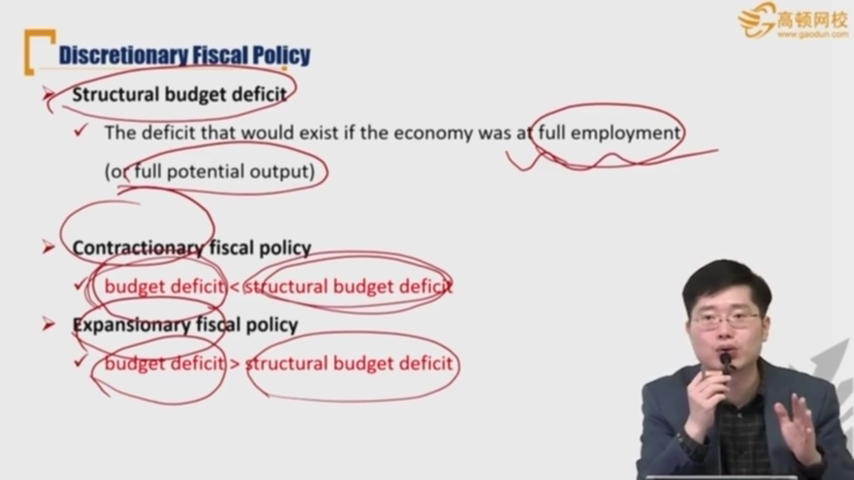 高顿网校
www.gaodun.com
Discretionary Fiscal Policy
Structural budget deficit
The deficit that would exist if the economy was at full employment
(or full potential output)
Contractionary fiscal policy
budget deficit < structural budget deficit
Expansionary fiscal policy
budget deficit > structural budget deficit